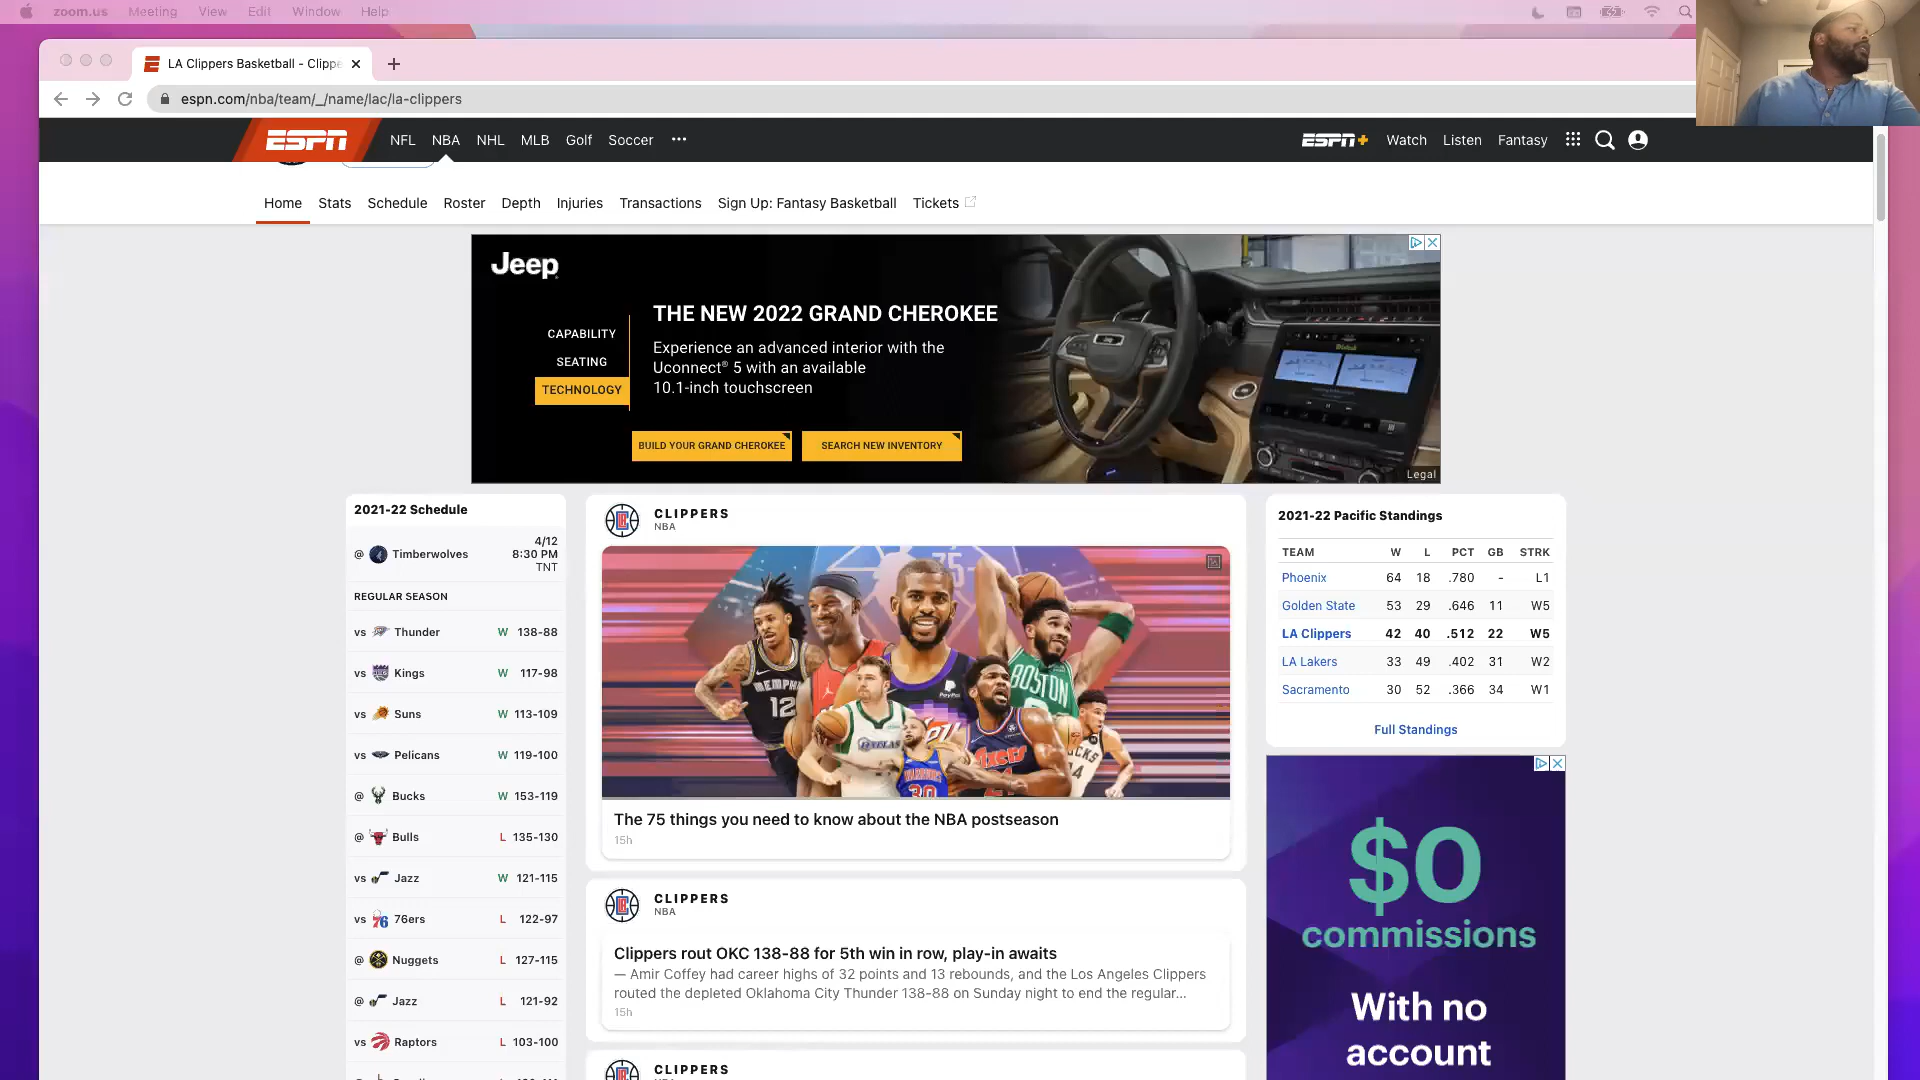 zoom.us Meeting View Edit Window Help
LA Clippers Basketball - Clippe
espn.com/nba/team/_/name/lac/la-clippers
ESPN NFL NBA NHL MLB Golf Soccer ••• ESPN+ Watch Listen Fantasy
Home Stats Schedule Roster Depth Injuries Transactions Sign Up: Fantasy Basketball Tickets
Jeep
THE NEW 2022 GRAND CHEROKEE
CAPABILITY
SEATING
TECHNOLOGY
Experience an advanced interior with the
Uconnect® 5 with an available
10.1-inch touchscreen
BUILD YOUR GRAND CHEROKEE
SEARCH NEW INVENTORY
Legal
2021-22 Schedule
@ Timberwolves 4/12
8:30 PM
TNT
REGULAR SEASON
vs Thunder W 138-88
vs Kings W 117-98
vs Suns W 113-109
vs Pelicans W 119-100
@ Bucks W 153-119
@ Bulls L 135-130
vs Jazz W 121-115
vs 76ers L 122-97
@ Nuggets L 127-115
@ Jazz L 121-92
vs Raptors L 103-100
CLIPPERS
NBA
75
MEMPHIS
12
BOSTON
DALLAS
WARRIORS
30
The 75 things you need to know about the NBA postseason
15h
CLIPPERS
NBA
Clippers rout OKC 138-88 for 5th win in row, play-in awaits
— Amir Coffey had career highs of 32 points and 13 rebounds, and the Los Angeles Clippers
routed the depleted Oklahoma City Thunder 138-88 on Sunday night to end the regular...
15h
CLIPPERS
2021-22 Pacific Standings
TEAM W L PCT GB STRK
Phoenix 64 18 .780 - L1
Golden State 53 29 .646 11 W5
LA Clippers 42 40 .512 22 W5
LA Lakers 33 49 .402 31 W2
Sacramento 30 52 .366 34 W1
Full Standings
$0
commissions
With no
account